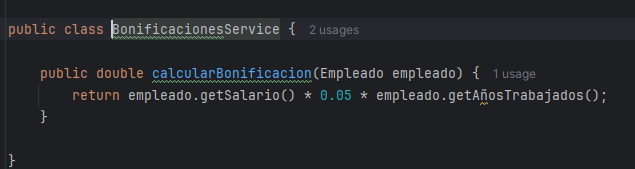 public class BonificacionesService { 2 usages
public double calcularBonificacion(Empleado empleado) { 1 usage
return empleado.getSalario() * 0.05 * empleado.getAñosTrabajados();
}
}